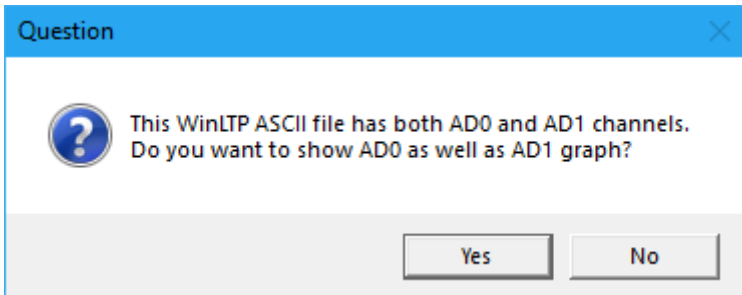 Question
This WinLTP ASCII file has both AD0 and AD1 channels.
Do you want to show AD0 as well as AD1 graph?
Yes
No